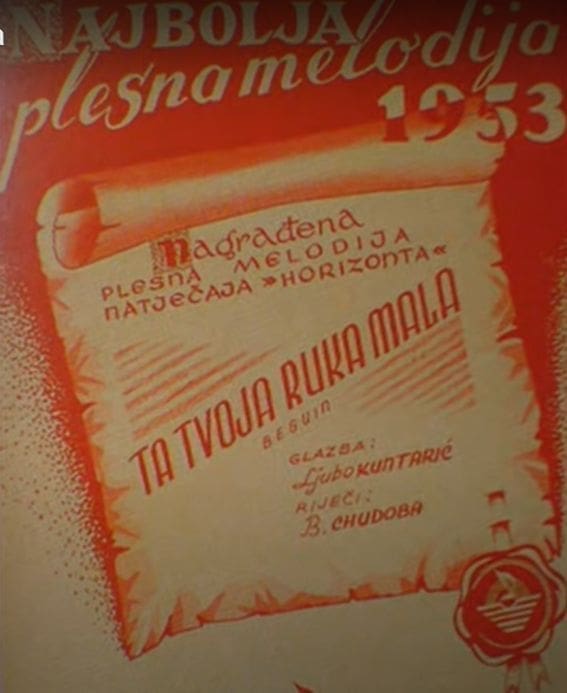 NAJBOLJA
plesna melodija
1953
Nagrađena
PLESNA MELODIJA
NATJEČAJA »HORIZONTA«
TA TVOJA RUKA MALA
BEGUIN
GLAZBA:
Ljubo KUNTARIĆ
RIJEČI:
B. CHUDOBA